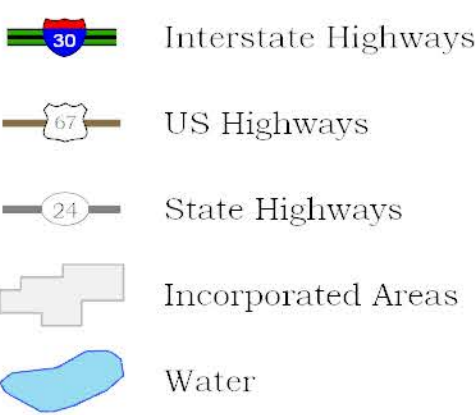 30 Interstate Highways
67 US Highways
24 State Highways
Incorporated Areas
Water